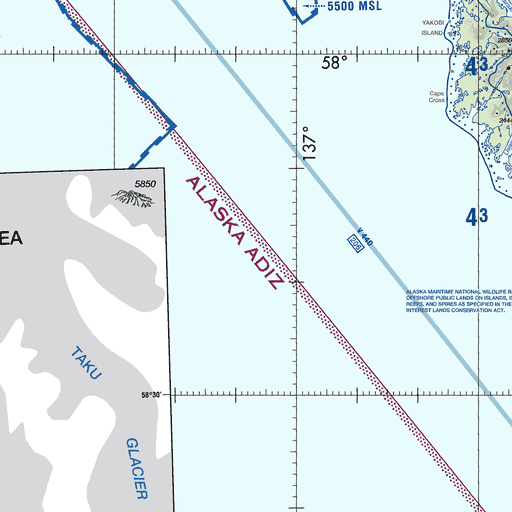 5500 MSL
YAKOBI
ISLAND
58°
43
Cape
Cross
137°
5850
ALASKA ADIZ
43
EA
V 440
206
ALASKA MARITIME NATIONAL WILDLIFE
OFFSHORE PUBLIC LANDS ON ISLANDS,
REEFS, AND SPIRES AS SPECIFIED IN THE
INTEREST LANDS CONSERVATION ACT.
TAKU
58°30'
GLACIER